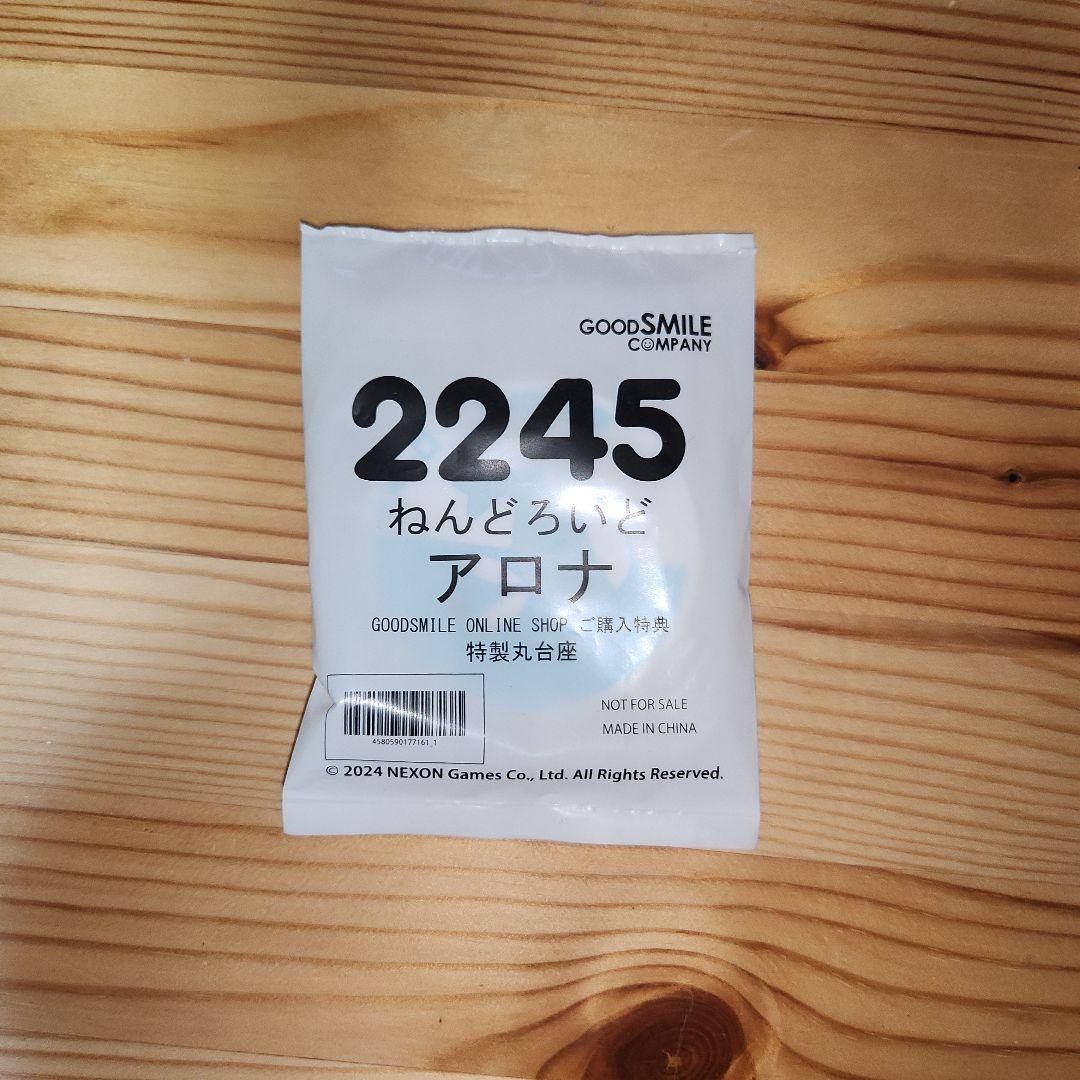 GOODSMILE
COMPANY
2245
ねんどろいど
アロナ
GOODSMILE ONLINE SHOP ご購入特典
特製丸台座
NOT FOR SALE
MADE IN CHINA
4580590177161_1
© 2024 NEXON Games Co., Ltd. All Rights Reserved.